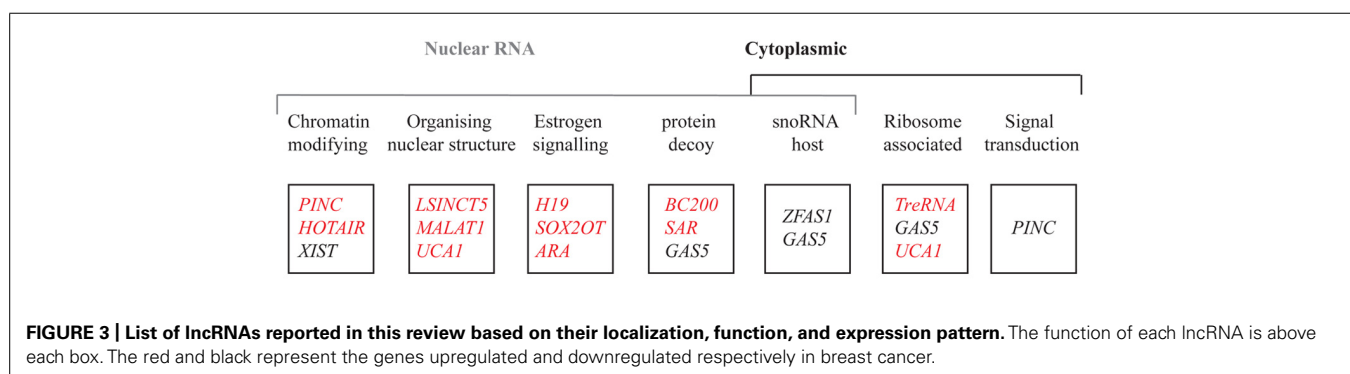 Nuclear RNA
Cytoplasmic
Chromatin modifying
Organising nuclear structure
Estrogen signalling
protein decoy
snoRNA host
Ribosome associated
Signal transduction
PINC
HOTAIR
XIST
LSINCT5
MALAT1
UCA1
H19
SOX2OT
ARA
BC200
SAR
GAS5
ZFAS1
GAS5
TreRNA
GAS5
UCA1
PINC
FIGURE 3 | List of lncRNAs reported in this review based on their localization, function, and expression pattern. The function of each lncRNA is above
each box. The red and black represent the genes upregulated and downregulated respectively in breast cancer.